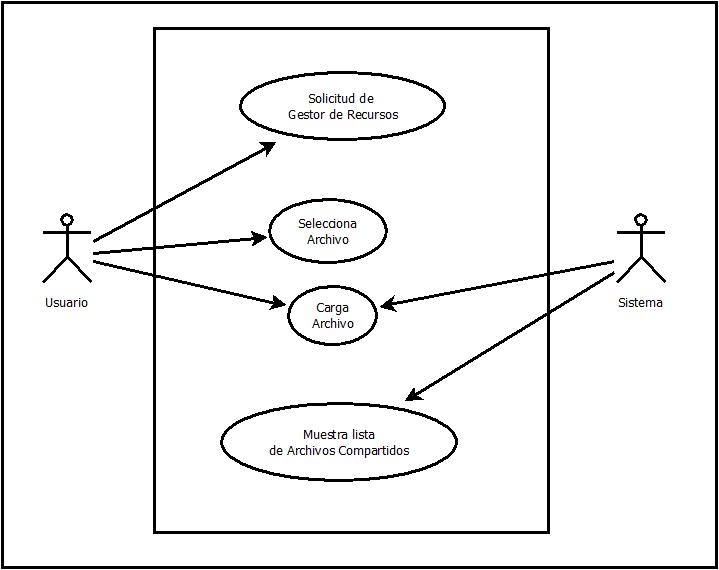 Solicitud de
Gestor de Recursos
Selecciona
Archivo
Usuario
Carga
Archivo
Sistema
Muestra lista
de Archivos Compartidos